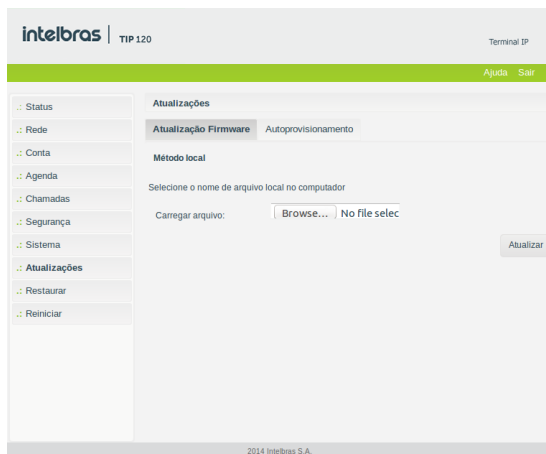 intelbras | TIP 120
Terminal IP
Ajuda Sair
.: Status
.: Rede
.: Conta
.: Agenda
.: Chamadas
.: Segurança
.: Sistema
.: Atualizações
.: Restaurar
.: Reiniciar
Atualizações
Atualização Firmware Autoprovisionamento
Método local
Selecione o nome de arquivo local no computador
Carregar arquivo: Browse... No file selec
Atualizar
2014 Intelbras S.A.